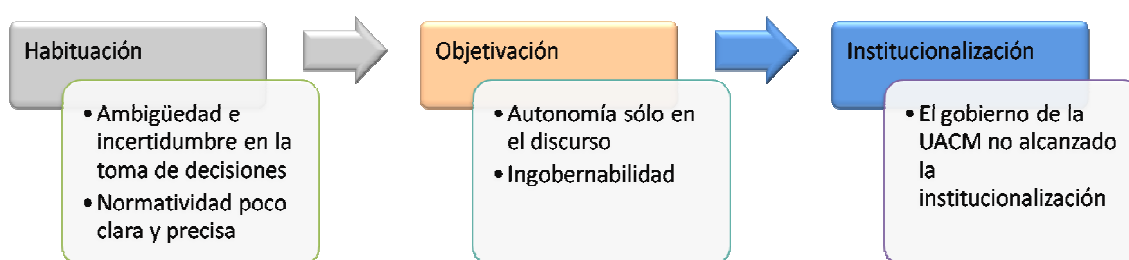 Habituación
• Ambigüedad e
incertidumbre en la
toma de decisiones
• Normatividad poco
clara y precisa
Objetivación
• Autonomía sólo en
el discurso
• Ingobernabilidad
Institucionalización
• El gobierno de la
UACM no alcanzado
la
institucionalización